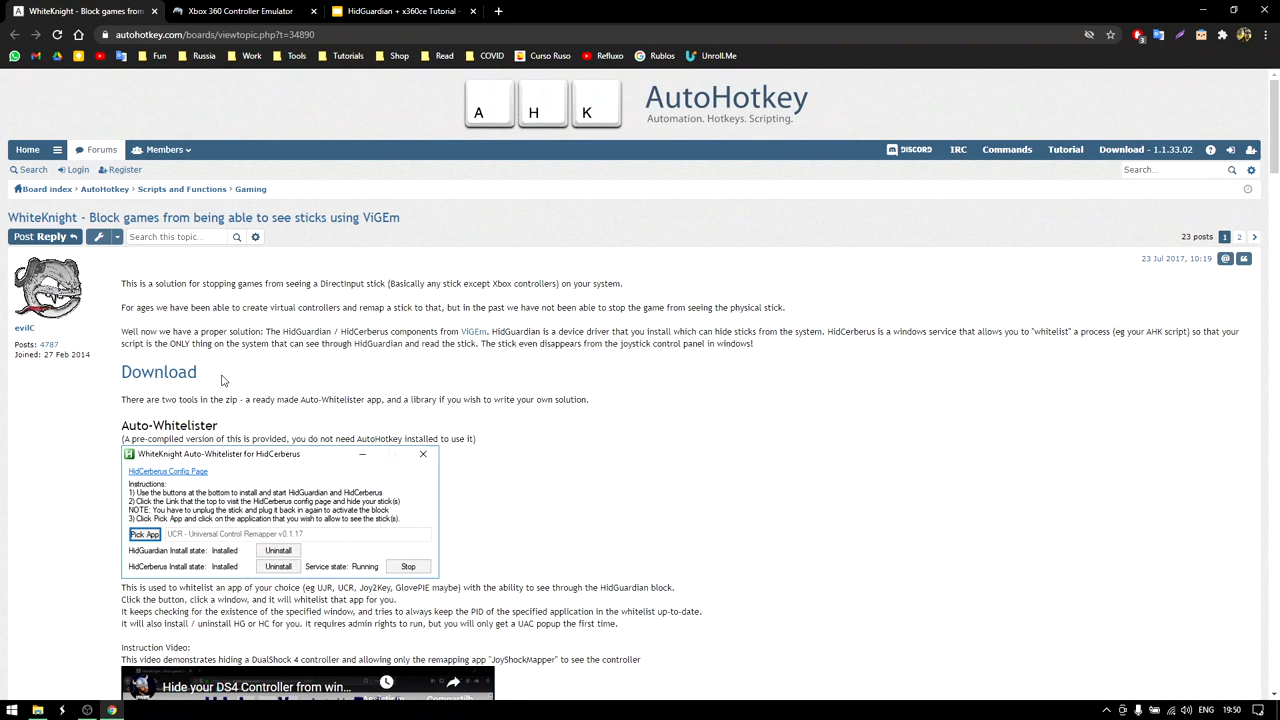 WhiteKnight - Block games from
Xbox 360 Controller Emulator
HidGuardian + x360ce Tutorial -
autohotkey.com/boards/viewtopic.php?t=34890
Fun
Russia
Work
Tools
Tutorials
Shop
Read
COVID
Curso Ruso
Refluxo
Rublos
Unroll.Me
A
H
K
AutoHotkey
Automation. Hotkeys. Scripting.
Home
Forums
Members
DISCORD
IRC
Commands
Tutorial
Download - 1.1.33.02
Search
Login
Register
Search...
Board index › AutoHotkey › Scripts and Functions › Gaming
WhiteKnight - Block games from being able to see sticks using ViGEm
Post Reply
Search this topic...
23 posts
1
2
23 Jul 2017, 10:19
evilC
Posts: 4787
Joined: 27 Feb 2014
This is a solution for stopping games from seeing a DirectInput stick (Basically any stick except Xbox controllers) on your system.
For ages we have been able to create virtual controllers and remap a stick to that, but in the past we have not been able to stop the game from seeing the physical stick.
Well now we have a proper solution: The HidGuardian / HidCerberus components from ViGEm. HidGuardian is a device driver that you install which can hide sticks from the system. HidCerberus is a windows service that allows you to "whitelist" a process (eg your AHK script) so that your
script is the ONLY thing on the system that can see through HidGuardian and read the stick. The stick even disappears from the joystick control panel in windows!
Download
There are two tools in the zip - a ready made Auto-Whitelister app, and a library if you wish to write your own solution.
Auto-Whitelister
(A pre-compiled version of this is provided, you do not need AutoHotkey installed to use it)
WhiteKnight Auto-Whitelister for HidCerberus
HidCerberus Config Page
Instructions:
1) Use the buttons at the bottom to install and start HidGuardian and HidCerberus
2) Click the Link that the top to visit the HidCerberus config page and hide your stick(s)
NOTE: You have to unplug the stick and plug it back in again to activate the block
3) Click Pick App and click on the application that you wish to allow to see the stick(s).
Pick App
UCR - Universal Control Remapper v0.1.17
HidGuardian Install state: Installed
Uninstall
HidCerberus Install state: Installed
Uninstall
Service state: Running
Stop
This is used to whitelist an app of your choice (eg UJR, UCR, Joy2Key, GlovePIE maybe) with the ability to see through the HidGuardian block.
Click the button, click a window, and it will whitelist that app for you.
It keeps checking for the existence of the specified window, and tries to always keep the PID of the specified application in the whitelist up-to-date.
It will also install / uninstall HG or HC for you. It requires admin rights to run, but you will only get a UAC popup the first time.
Instruction Video:
This video demonstrates hiding a DualShock 4 controller and allowing only the remapping app "JoyShockMapper" to see the controller
Hide your DS4 Controller from win...
19:50